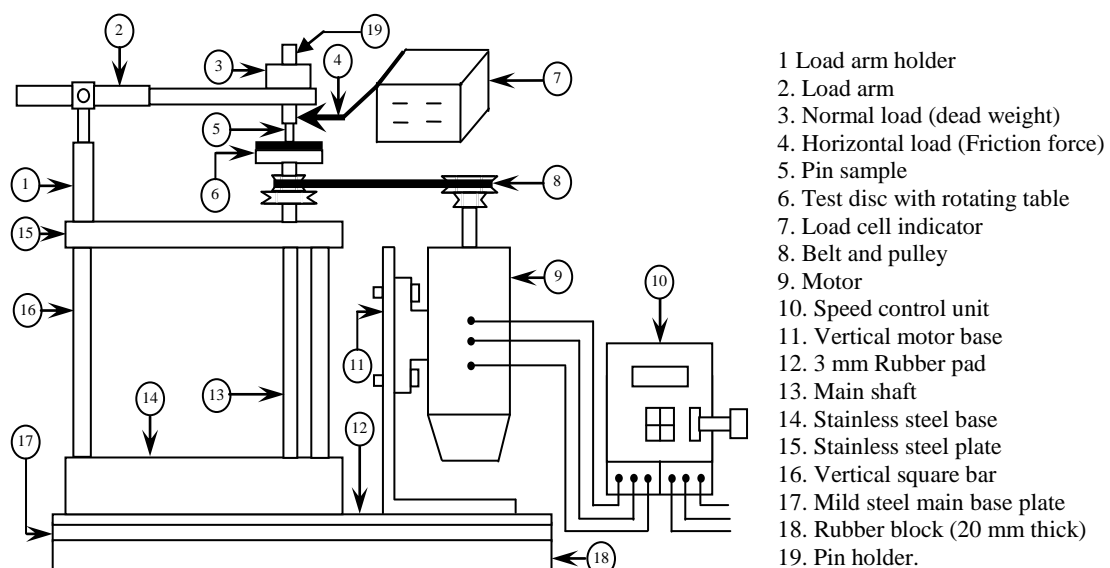 2
19
3
4
7
5
6
8
1
15
9
10
16
11
13
14
12
17
18
1 Load arm holder
2. Load arm
3. Normal load (dead weight)
4. Horizontal load (Friction force)
5. Pin sample
6. Test disc with rotating table
7. Load cell indicator
8. Belt and pulley
9. Motor
10. Speed control unit
11. Vertical motor base
12. 3 mm Rubber pad
13. Main shaft
14. Stainless steel base
15. Stainless steel plate
16. Vertical square bar
17. Mild steel main base plate
18. Rubber block (20 mm thick)
19. Pin holder.